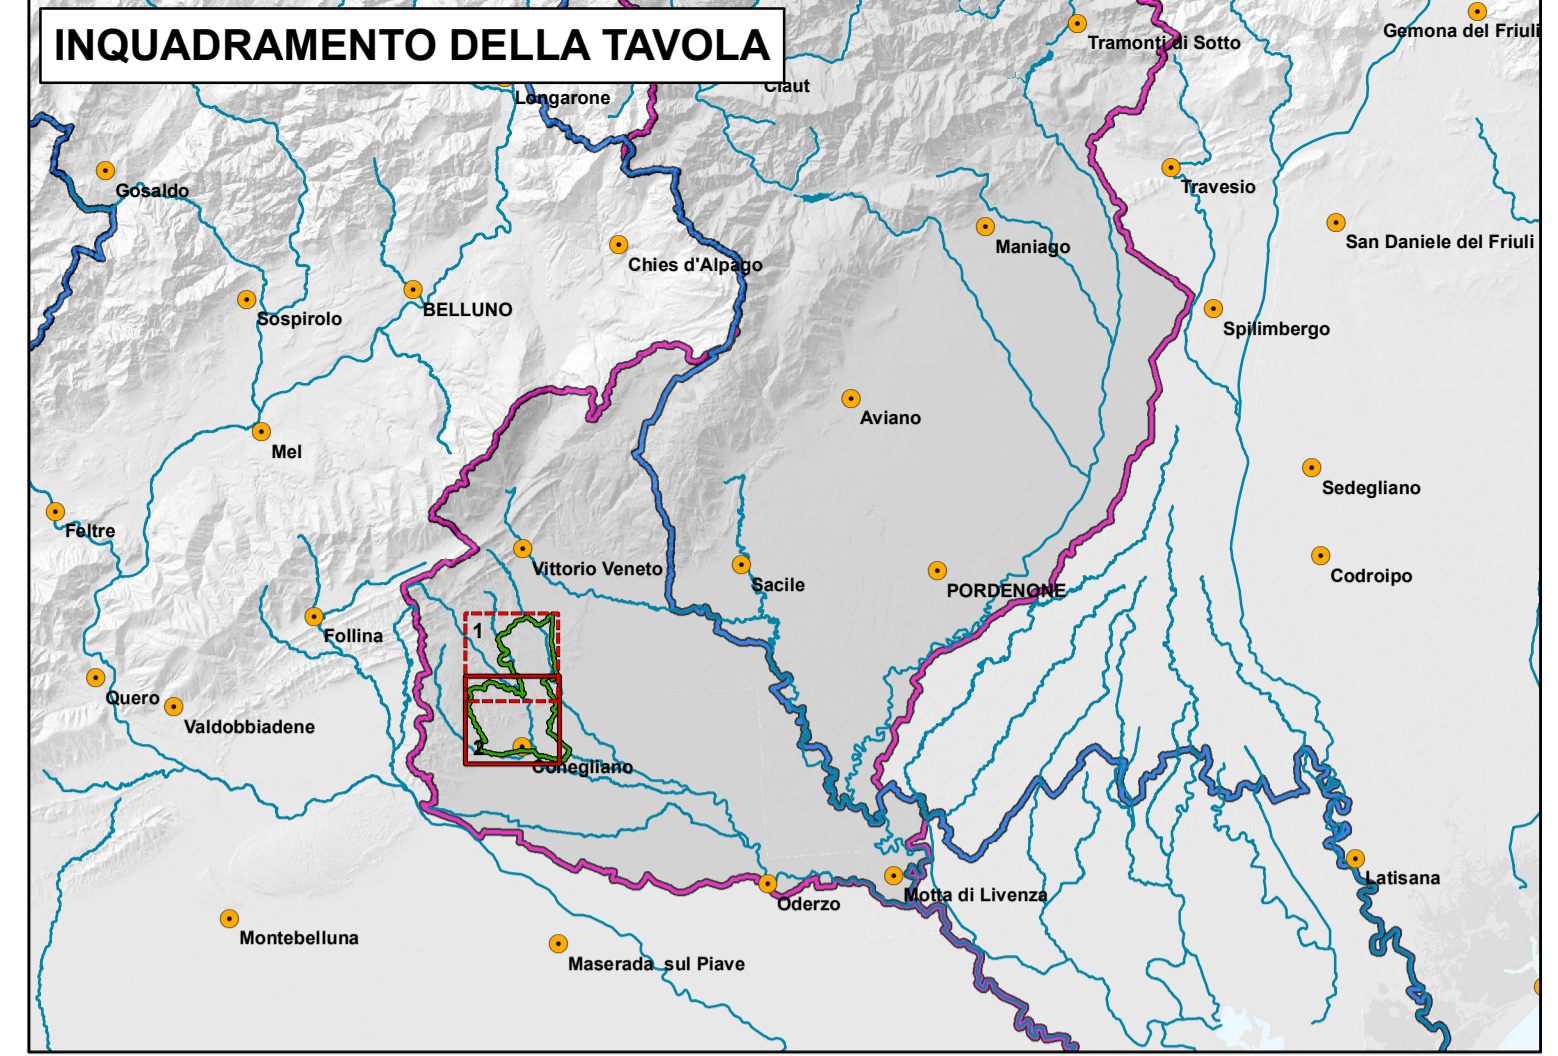 INQUADRAMENTO DELLA TAVOLA
Tramonti di Sotto
Gemona del Friuli
Claut
Longarone
Gosaldo
Travesio
Maniago
San Daniele del Friuli
Chies d'Alpago
Sospirolo
BELLUNO
Spilimbergo
Aviano
Mel
Sedegliano
Feltre
Vittorio Veneto
Sacile
PORDENONE
Codroipo
Follina
1
Quero
Valdobbiadene
2
Conegliano
Latisana
Motta di Livenza
Oderzo
Montebelluna
Maserada sul Piave